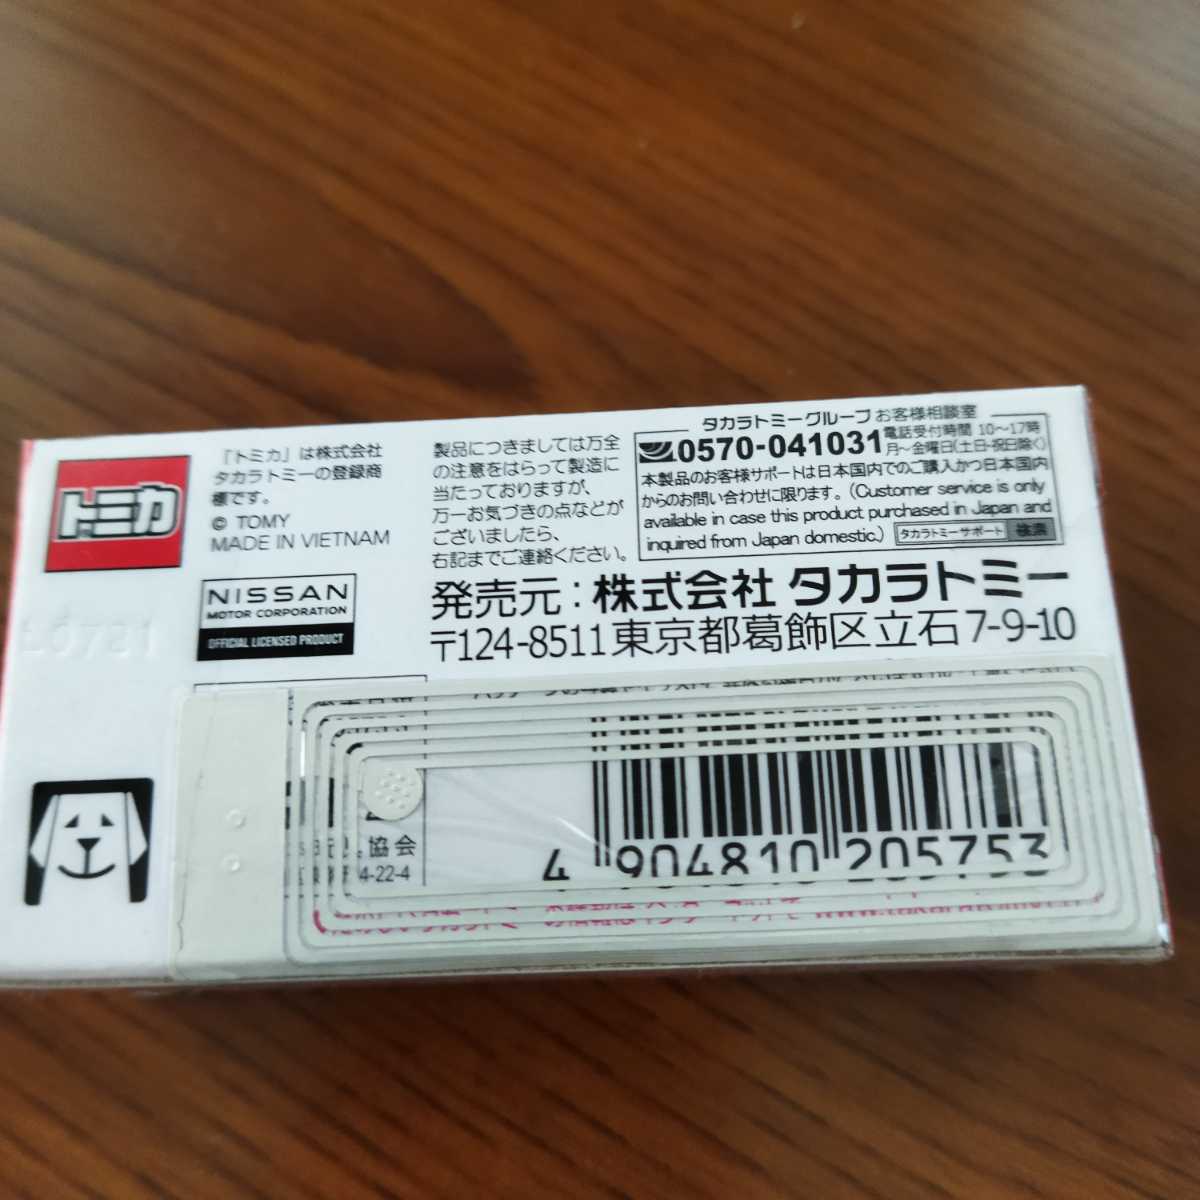 トミカ
「トミカ」は株式会社
タカラトミーの登録商
標です。
© TOMY
MADE IN VIETNAM
NISSAN
MOTOR CORPORATION
OFFICIAL LICENSED PRODUCT
製品につきましては万全
の注意をはらって製造に
当たっておりますが、
万一お気づきの点などが
ございましたら、
右記までご連絡ください。
タカラトミーグループ お客様相談室
0570-041031
電話受付時間 10〜17時
月〜金曜日(土・日・祝日除く)
本製品のお客様サポートは日本国内でのご購入かつ日本国内
からのお問い合わせに限ります。(Customer service is only
available in case this product purchased in Japan and
inquired from Japan domestic.)
タカラトミーサポート 検索
発売元:株式会社 タカラトミー
〒124-8511 東京都葛飾区立石 7-9-10
協会
4-22-4
4 904810 205753